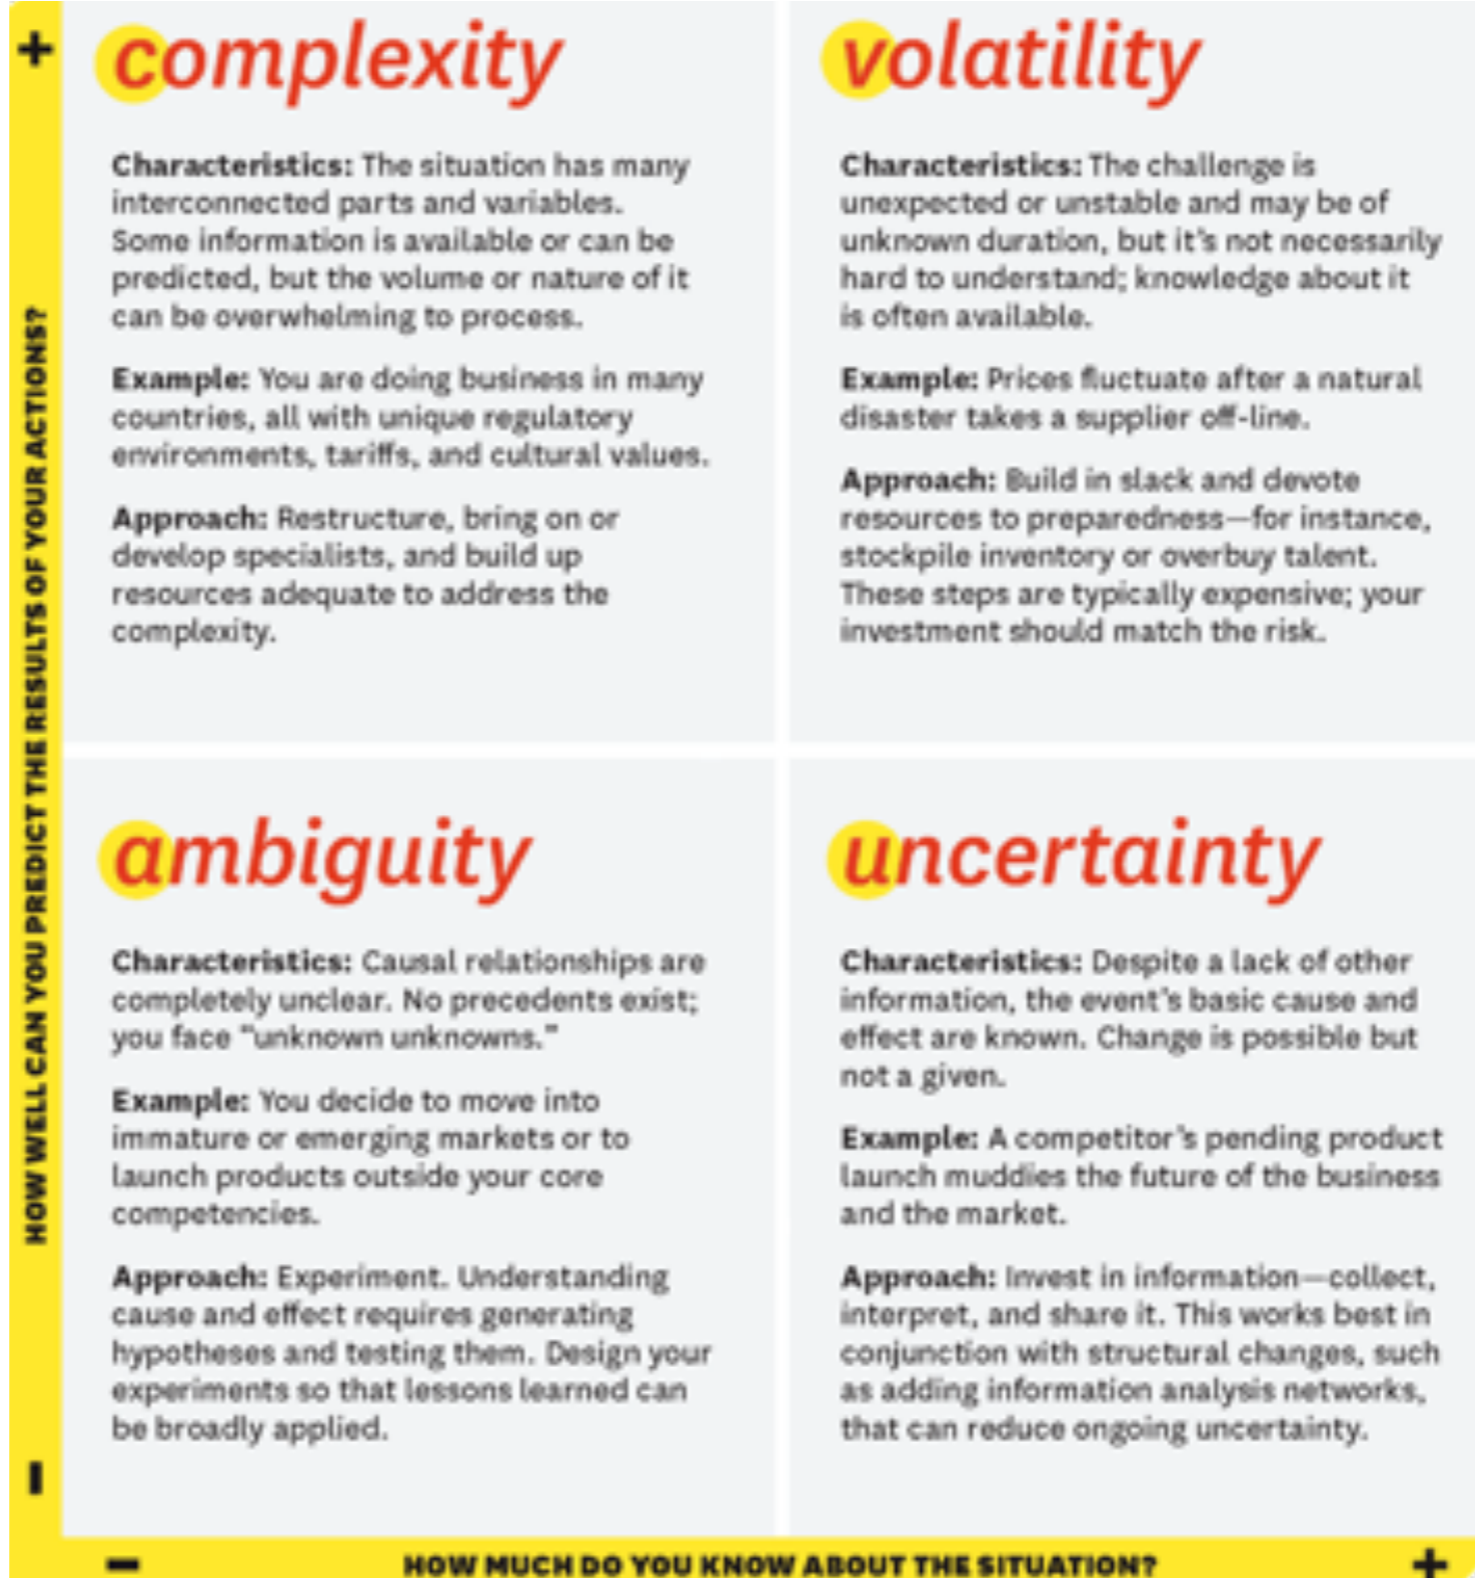 +
complexity
Characteristics: The situation has many
interconnected parts and variables.
Some information is available or can be
predicted, but the volume or nature of it
can be overwhelming to process.
Example: You are doing business in many
countries, all with unique regulatory
environments, tariffs, and cultural values.
Approach: Restructure, bring on or
develop specialists, and build up
resources adequate to address the
complexity.
volatility
Characteristics: The challenge is
unexpected or unstable and may be of
unknown duration, but it's not necessarily
hard to understand; knowledge about it
is often available.
Example: Prices fluctuate after a natural
disaster takes a supplier off-line.
Approach: Build in slack and devote
resources to preparedness—for instance,
stockpile inventory or overbuy talent.
These steps are typically expensive; your
investment should match the risk.
HOW WELL CAN YOU PREDICT THE RESULTS OF YOUR ACTIONS?
ambiguity
Characteristics: Causal relationships are
completely unclear. No precedents exist;
you face "unknown unknowns."
Example: You decide to move into
immature or emerging markets or to
launch products outside your core
competencies.
Approach: Experiment. Understanding
cause and effect requires generating
hypotheses and testing them. Design your
experiments so that lessons learned can
be broadly applied.
uncertainty
Characteristics: Despite a lack of other
information, the event's basic cause and
effect are known. Change is possible but
not a given.
Example: A competitor's pending product
launch muddies the future of the business
and the market.
Approach: Invest in information—collect,
interpret, and share it. This works best in
conjunction with structural changes, such
as adding information analysis networks,
that can reduce ongoing uncertainty.
–
– HOW MUCH DO YOU KNOW ABOUT THE SITUATION? +